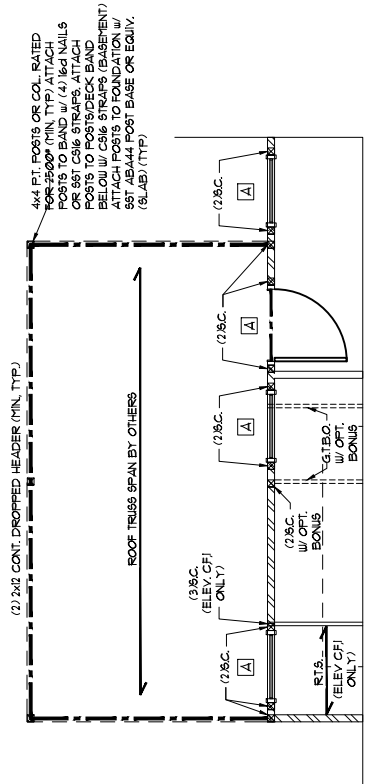 4x4 P.T. POSTS OR COL. RATED
FOR 2500# (MIN, TYP) ATTACH
POSTS TO BAND w/ (4) 16d NAILS
OR SST CS16 STRAPS. ATTACH
POSTS TO POSTS/DECK BAND
BELOW w/ CS16 STRAPS (BASEMENT)
ATTACH POSTS TO FOUNDATION w/
SST ABA44 POST BASE OR EQUIV.
(SLAB) (TYP)
(2) 2x12 CONT. DROPPED HEADER (MIN, TYP.)
ROOF TRUSS SPAN BY OTHERS
(2)S.C.
A
(3)S.C.
(ELEV. C,F,I
ONLY)
(2)S.C.
A
(2)S.C.
A
(2)S.C.
A
R.T.S.
(ELEV C,F,I
ONLY)
(2)S.C.
W/ OPT.
BONUS
G.T.B.O.
W/ OPT.
BONUS